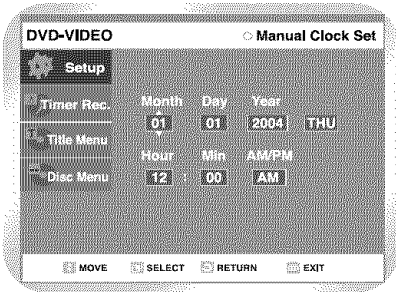 DVD-VIDEO Manual Clock Set
Setup
Timer Rec. Month Day Year
01 01 2004 THU
Title Menu
Hour Min AM/PM
Disc Menu 12 : 00 AM
MOVE SELECT RETURN EXIT